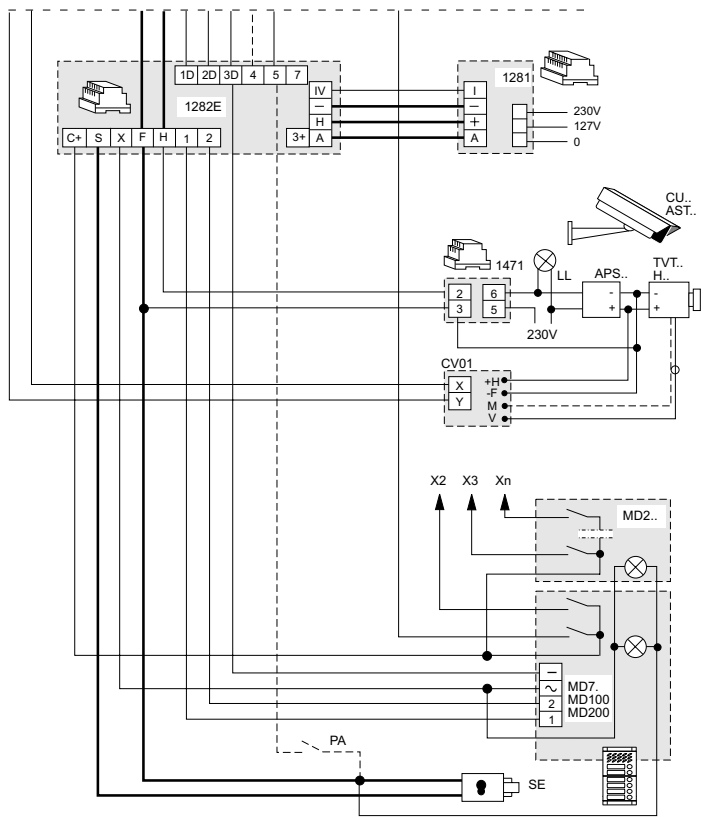 1D 2D 3D 4 5 7
1282E
IV
–
H
3+ A
C+ S X F H 1 2
1281
I
–
+
A
230V
127V
0
CU..
AST..
1471
2 6
3 5
LL
230V
APS..
-
+
TVT..
H..
-
+
CV01
X
Y
+H
-F
M
V
X2 X3 Xn
MD2..
–
~
2
1
MD7.
MD100
MD200
PA
SE